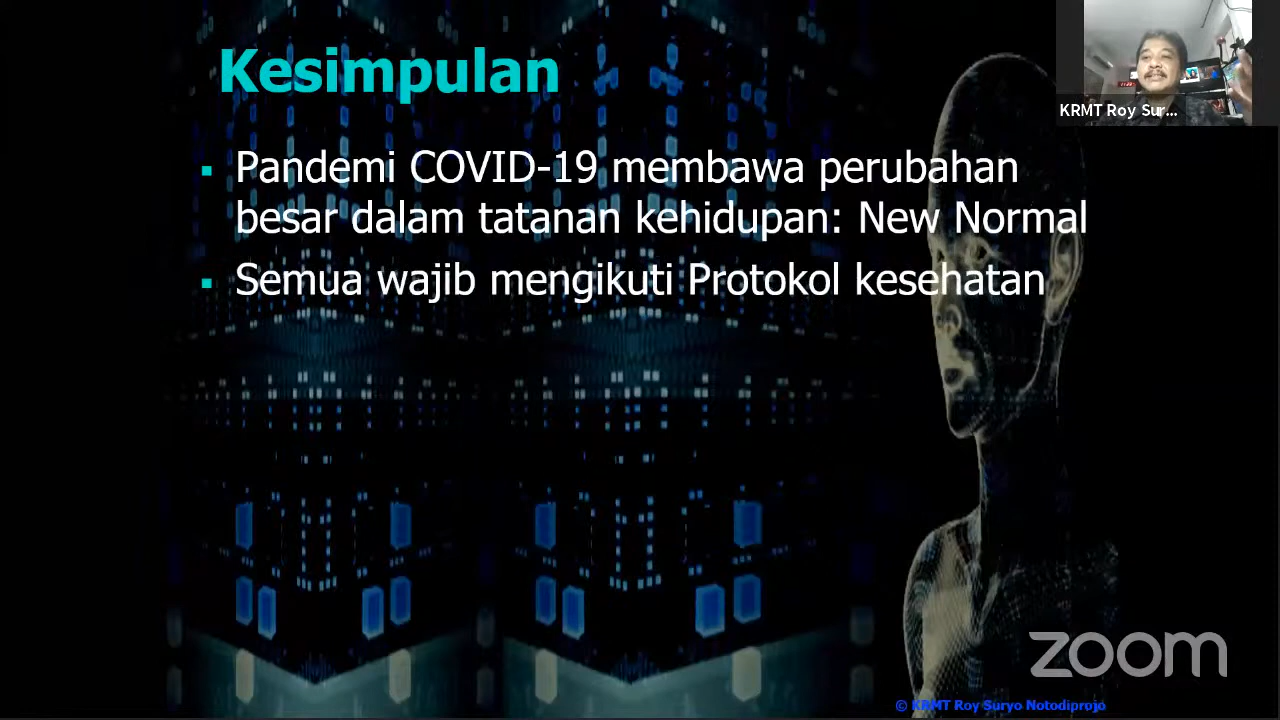 Kesimpulan
KRMT Roy Sur...
Pandemi COVID-19 membawa perubahan
besar dalam tatanan kehidupan: New Normal
Semua wajib mengikuti Protokol kesehatan
zoom
© KRMT Roy Suryo Notodiprojo